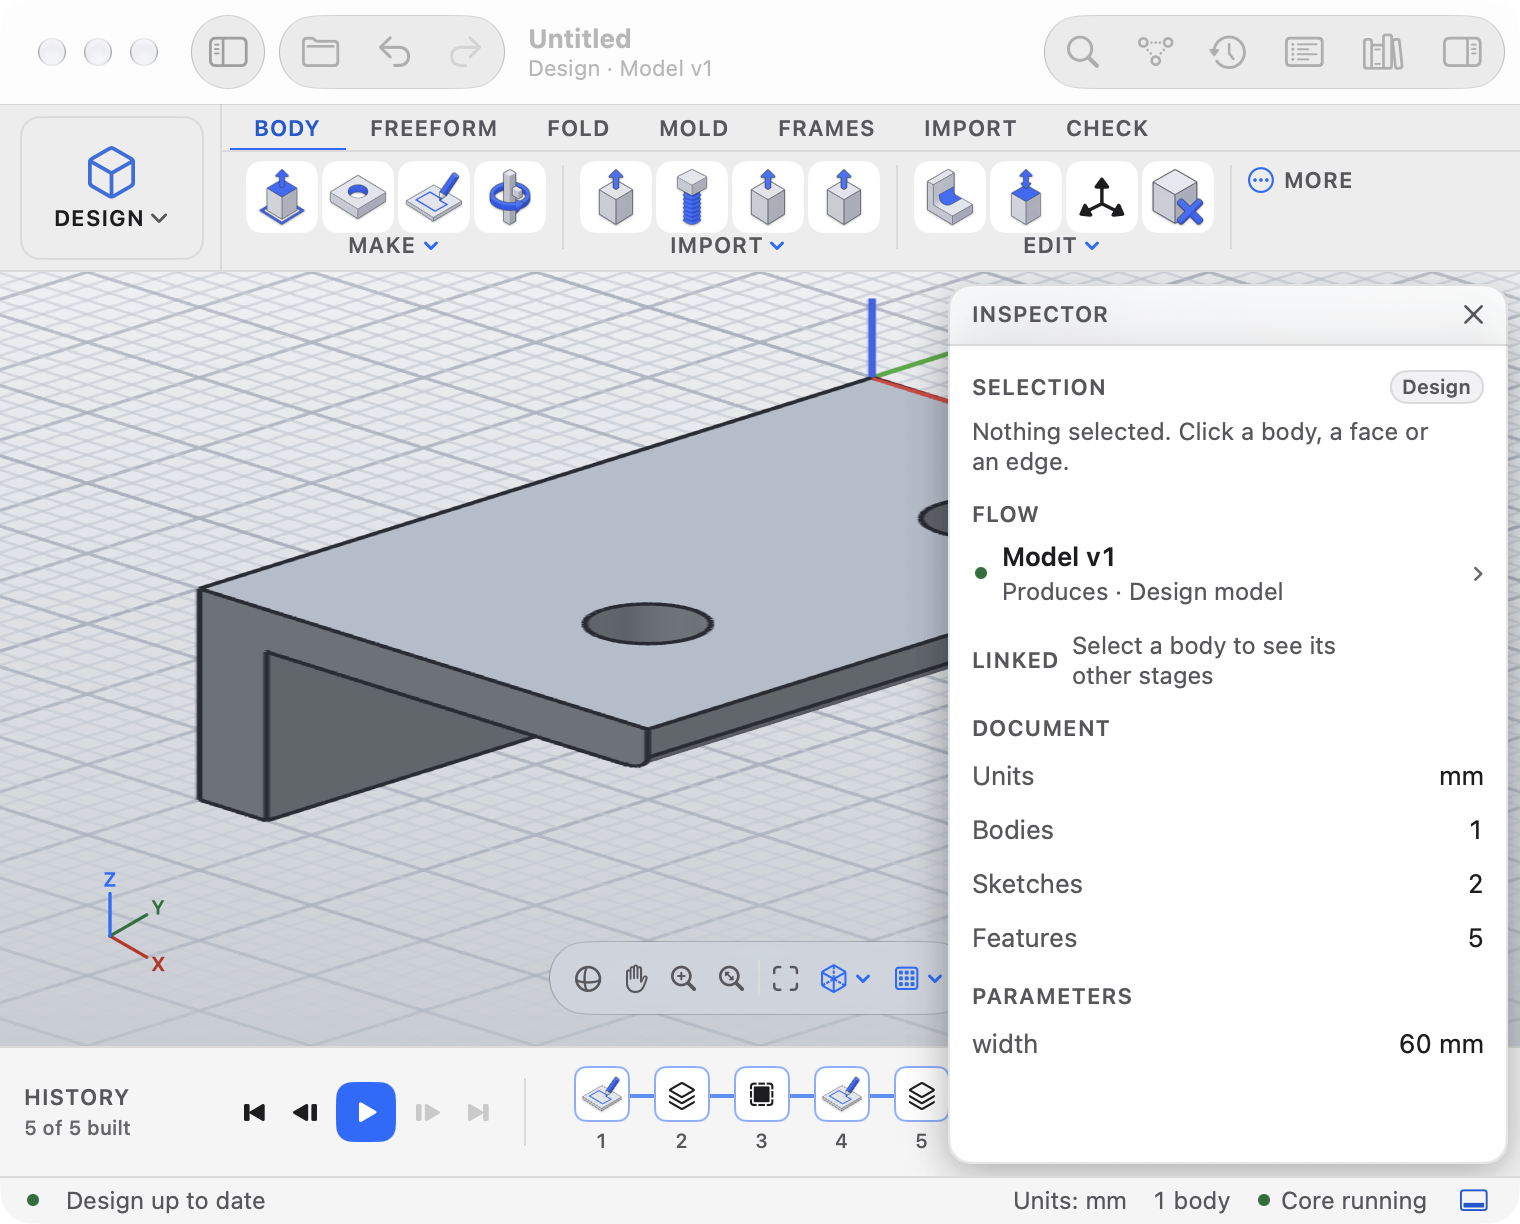 Untitled
Design · Model v1
BODY FREEFORM FOLD MOLD FRAMES IMPORT CHECK
DESIGN
MAKE IMPORT EDIT
MORE
INSPECTOR
SELECTION
Design
Nothing selected. Click a body, a face or
an edge.
FLOW
Model v1
Produces · Design model
LINKED
Select a body to see its
other stages
DOCUMENT
Units mm
Bodies 1
Sketches 2
Features 5
PARAMETERS
width 60 mm
Z
Y
X
HISTORY
5 of 5 built
1 2 3 4 5
Design up to date
Units: mm 1 body Core running